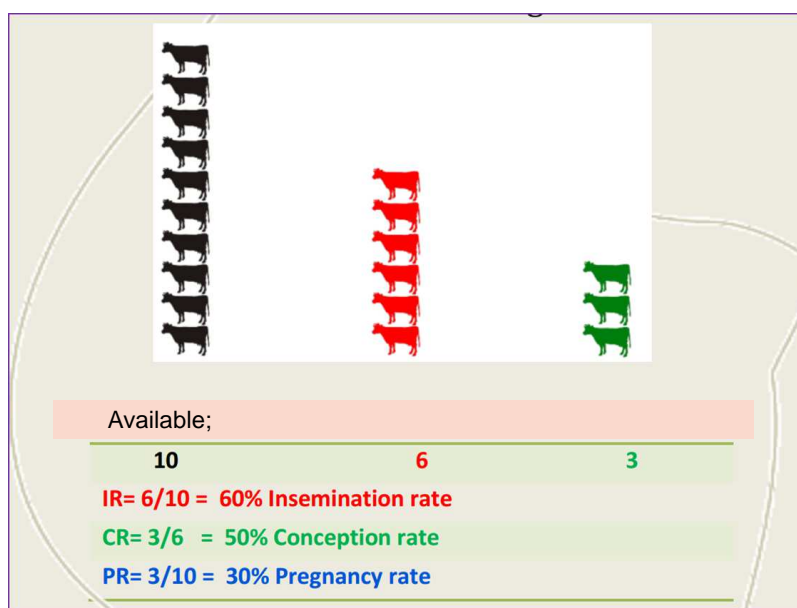 Available;
10 6 3
IR= 6/10 = 60% Insemination rate
CR= 3/6 = 50% Conception rate
PR= 3/10 = 30% Pregnancy rate